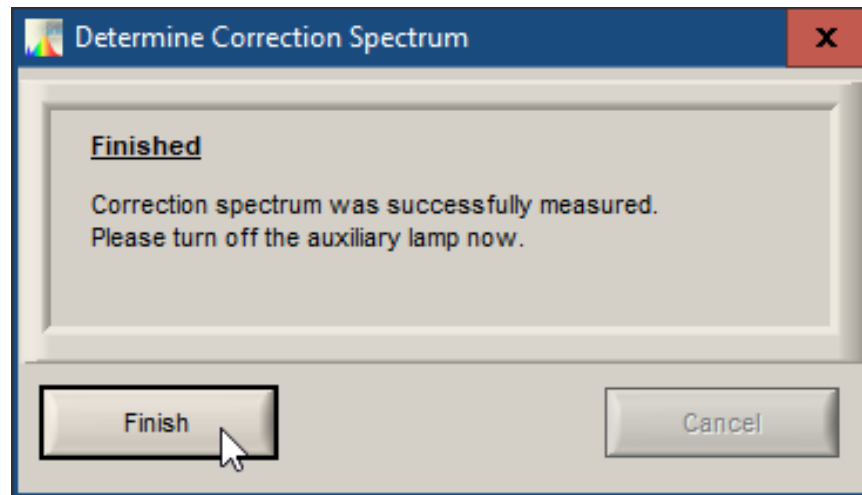 Determine Correction Spectrum
x
Finished
Correction spectrum was successfully measured.
Please turn off the auxiliary lamp now.
Finish
Cancel